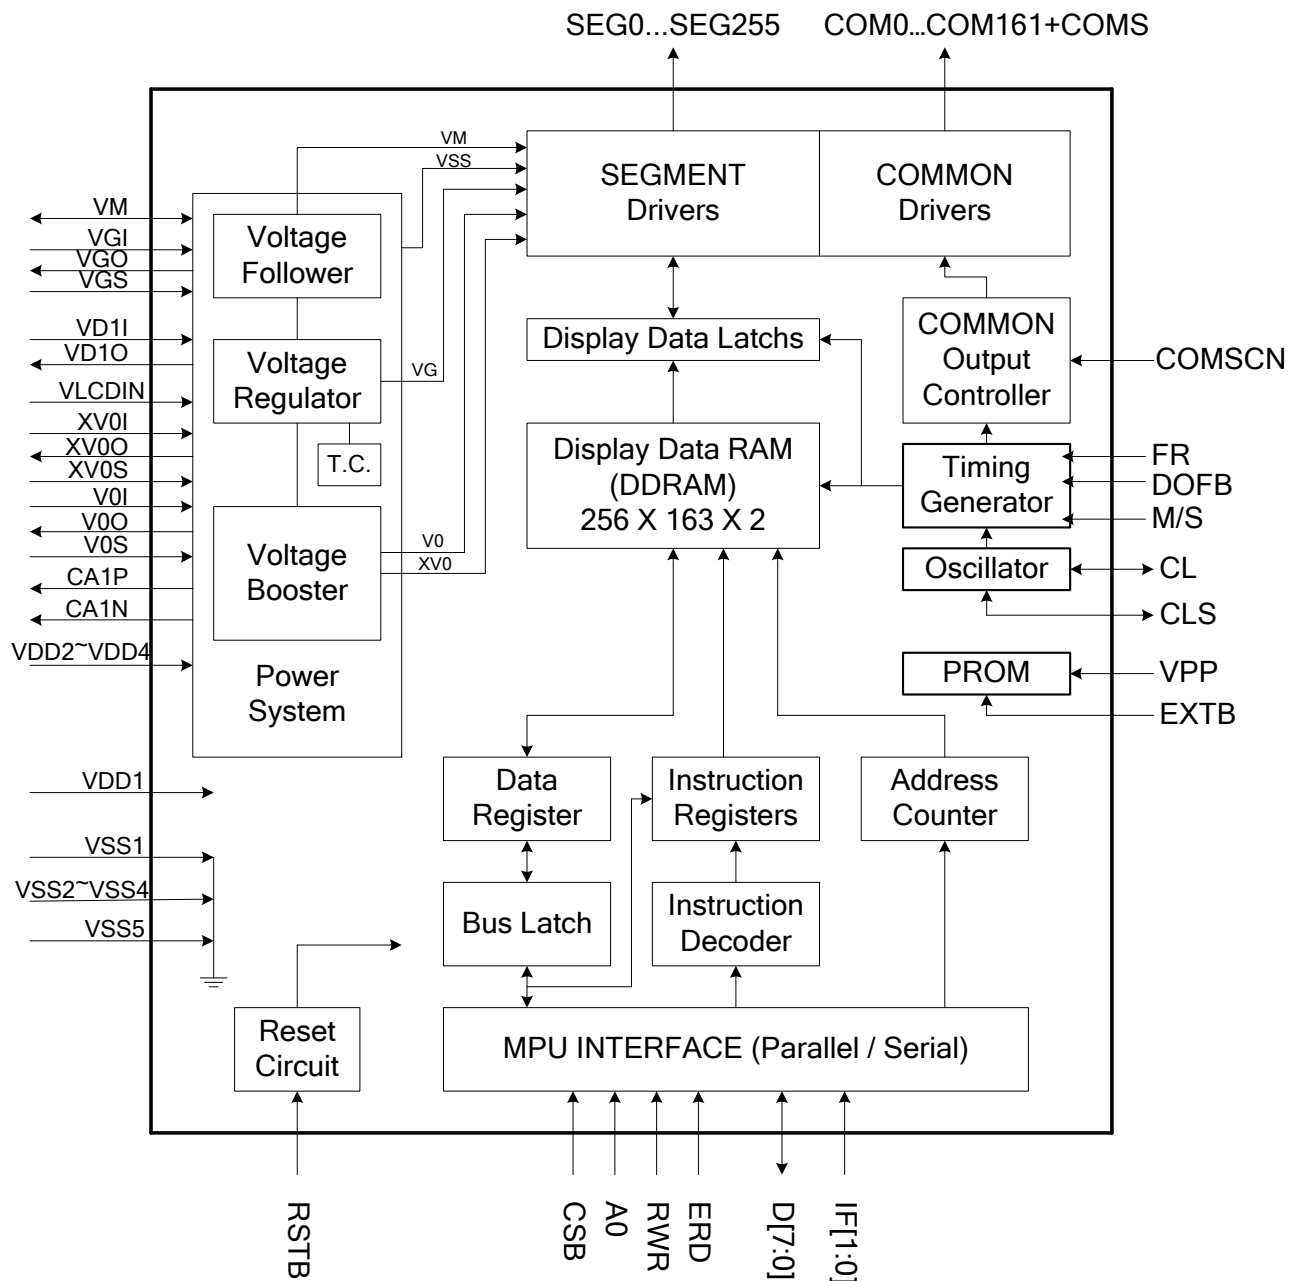 SEG0...SEG255
COM0...COM161+COMS
VM
VSS
SEGMENT
Drivers
COMMON
Drivers
VM
VGI
VGO
VGS
VD1I
VD1O
VLCDIN
XV0I
XV0O
XV0S
V0I
V0O
V0S
CA1P
CA1N
VDD2~VDD4
Voltage
Follower
Voltage
Regulator
VG
T.C.
Voltage
Booster
V0
XV0
Power
System
Display Data Latchs
COMMON
Output
Controller
COMSCN
Display Data RAM
(DDRAM)
256 X 163 X 2
Timing
Generator
FR
DOFB
M/S
Oscillator
CL
CLS
PROM
VPP
EXTB
VDD1
VSS1
VSS2~VSS4
VSS5
Data
Register
Instruction
Registers
Address
Counter
Bus Latch
Instruction
Decoder
Reset
Circuit
MPU INTERFACE (Parallel / Serial)
RSTB
CSB
A0
RWR
ERD
D[7:0]
IF[1:0]